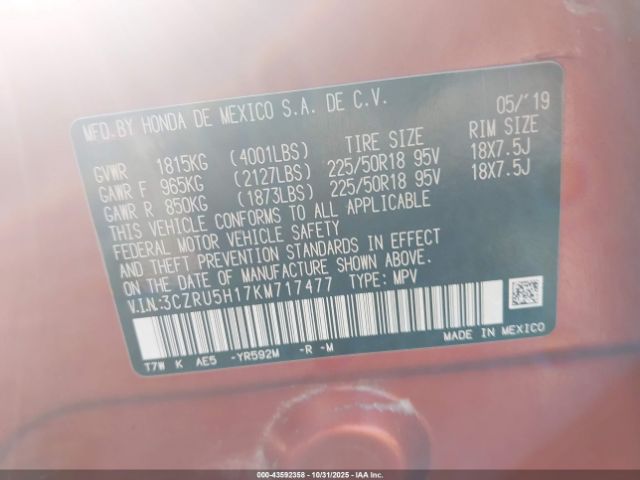 MFD.BY HONDA DE MEXICO S.A. DE C.V. 05/'19
GVWR 1815KG (4001LBS) TIRE SIZE RIM SIZE
GAWR F 965KG (2127LBS) 225/50R18 95V 18X7.5J
GAWR R 850KG (1873LBS) 225/50R18 95V 18X7.5J
THIS VEHICLE CONFORMS TO ALL APPLICABLE
FEDERAL MOTOR VEHICLE SAFETY
AND THEFT PREVENTION STANDARDS IN EFFECT
ON THE DATE OF MANUFACTURE SHOWN ABOVE.
V.I.N:3CZRU5H17KM717477 TYPE: MPV
T7W K AE5 -YR592M -R -M MADE IN MEXICO
000-43592358 - 10/31/2025 - Copyright © IAA Inc.